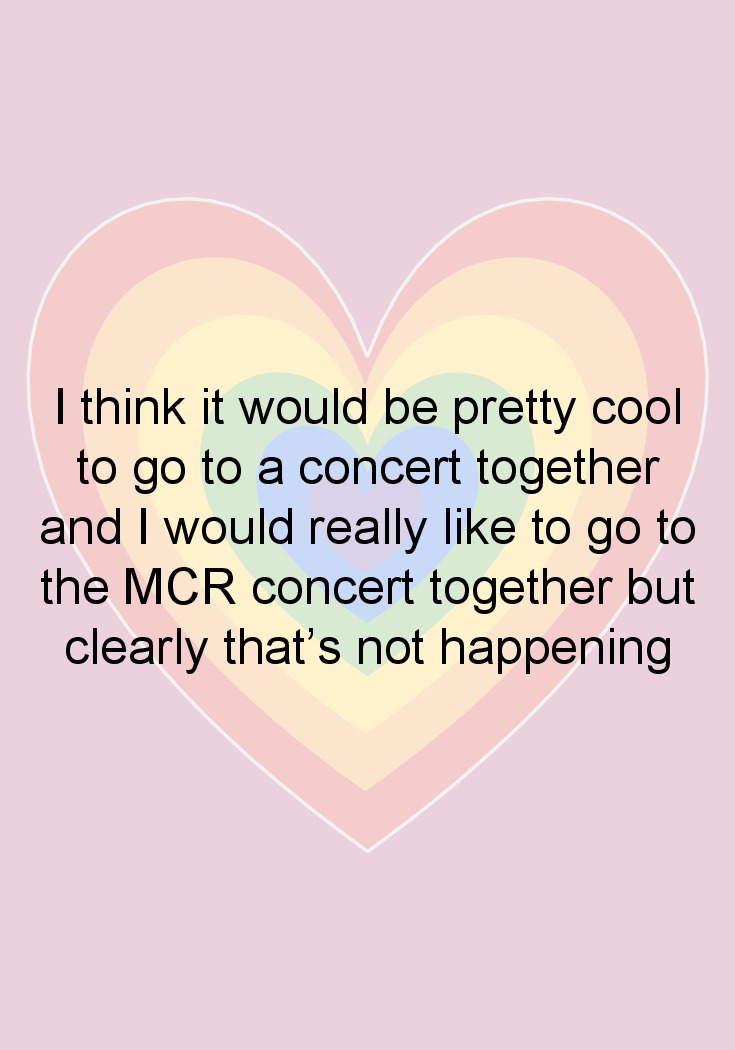 I think it would be pretty cool
to go to a concert together
and I would really like to go to
the MCR concert together but
clearly that’s not happening